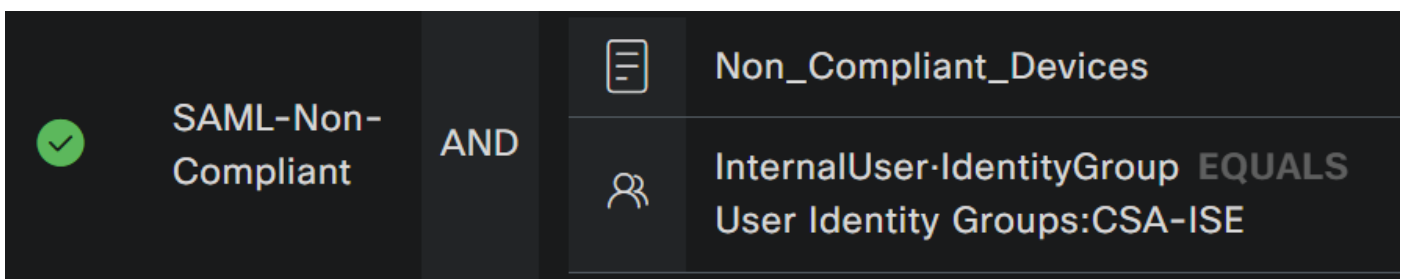 SAML-Non-
Compliant
AND
Non_Compliant_Devices
InternalUser·IdentityGroup EQUALS
User Identity Groups:CSA-ISE